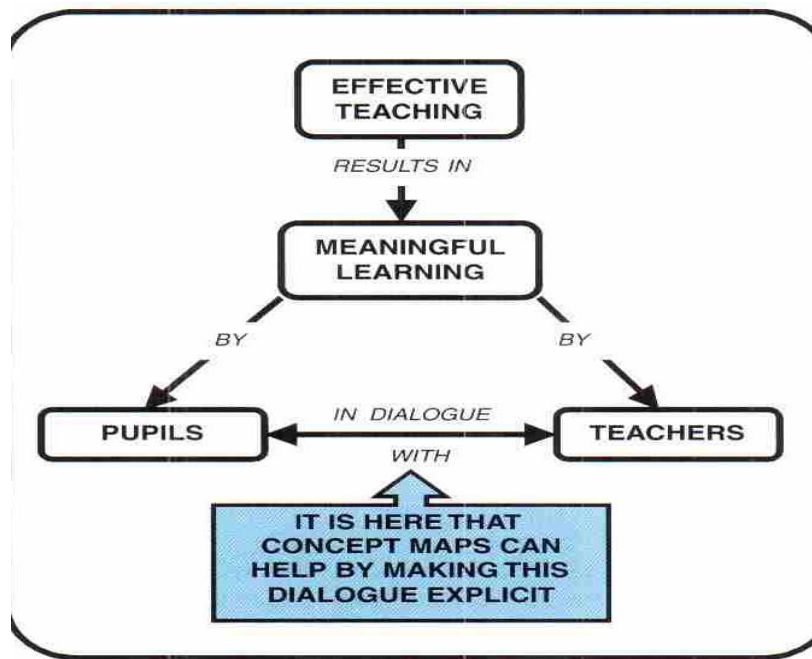 EFFECTIVE
TEACHING
RESULTS IN
MEANINGFUL
LEARNING
BY
BY
PUPILS
IN DIALOGUE
WITH
TEACHERS
IT IS HERE THAT
CONCEPT MAPS CAN
HELP BY MAKING THIS
DIALOGUE EXPLICIT